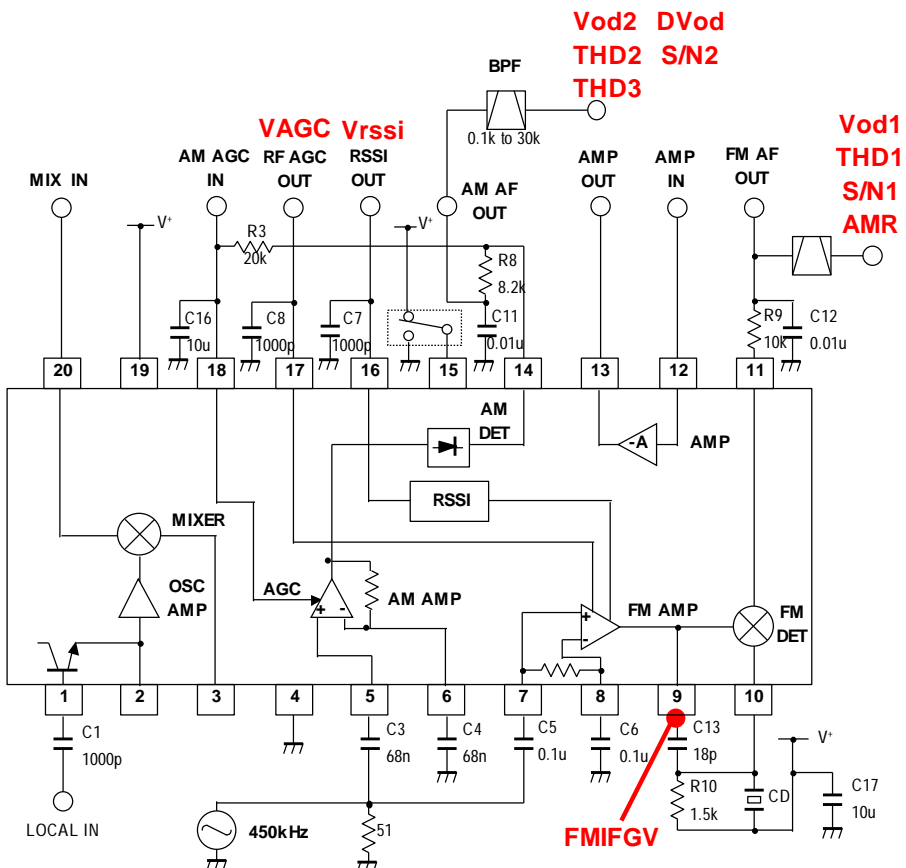 Vod2 DVod
THD2 S/N2
THD3
BPF
0.1k to 30k
Vod1
THD1
S/N1
AMR
VAGC Vrssi
MIX IN
AM AGC
IN
RF AGC
OUT
RSSI
OUT
AM AF
OUT
AMP
OUT
AMP
IN
FM AF
OUT
V+
R3
20k
V+
R8
8.2k
C16
10u
C8
1000p
C7
1000p
C11
0.01u
R9
10k
C12
0.01u
20 19 18 17 16 15 14 13 12 11
AM
DET
-A
AMP
RSSI
MIXER
OSC
AMP
AGC
+ -
AM AMP
+
-
FM AMP
FM
DET
1 2 3 4 5 6 7 8 9 10
C1
1000p
LOCAL IN
C3
68n
C4
68n
C5
0.1u
C6
0.1u
C13
18p
V+
R10
1.5k
CD
C17
10u
450kHz
51
FMIFGV